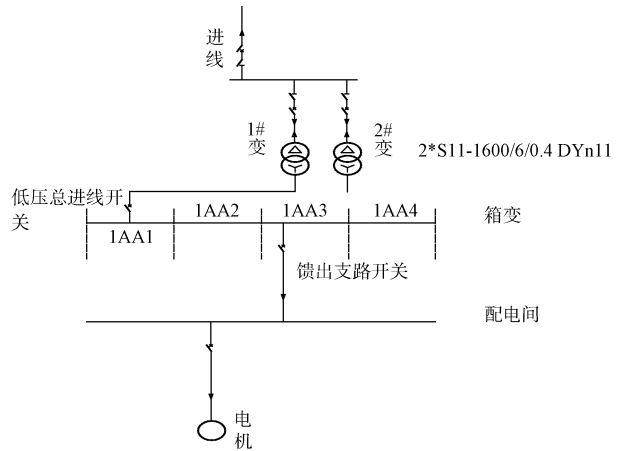 进
线
1#
变
2#
变
2*S11-1600/6/0.4 DYn11
低压总进线开
关
1AA1
1AA2
1AA3
1AA4
箱变
馈出支路开关
配电间
电
机